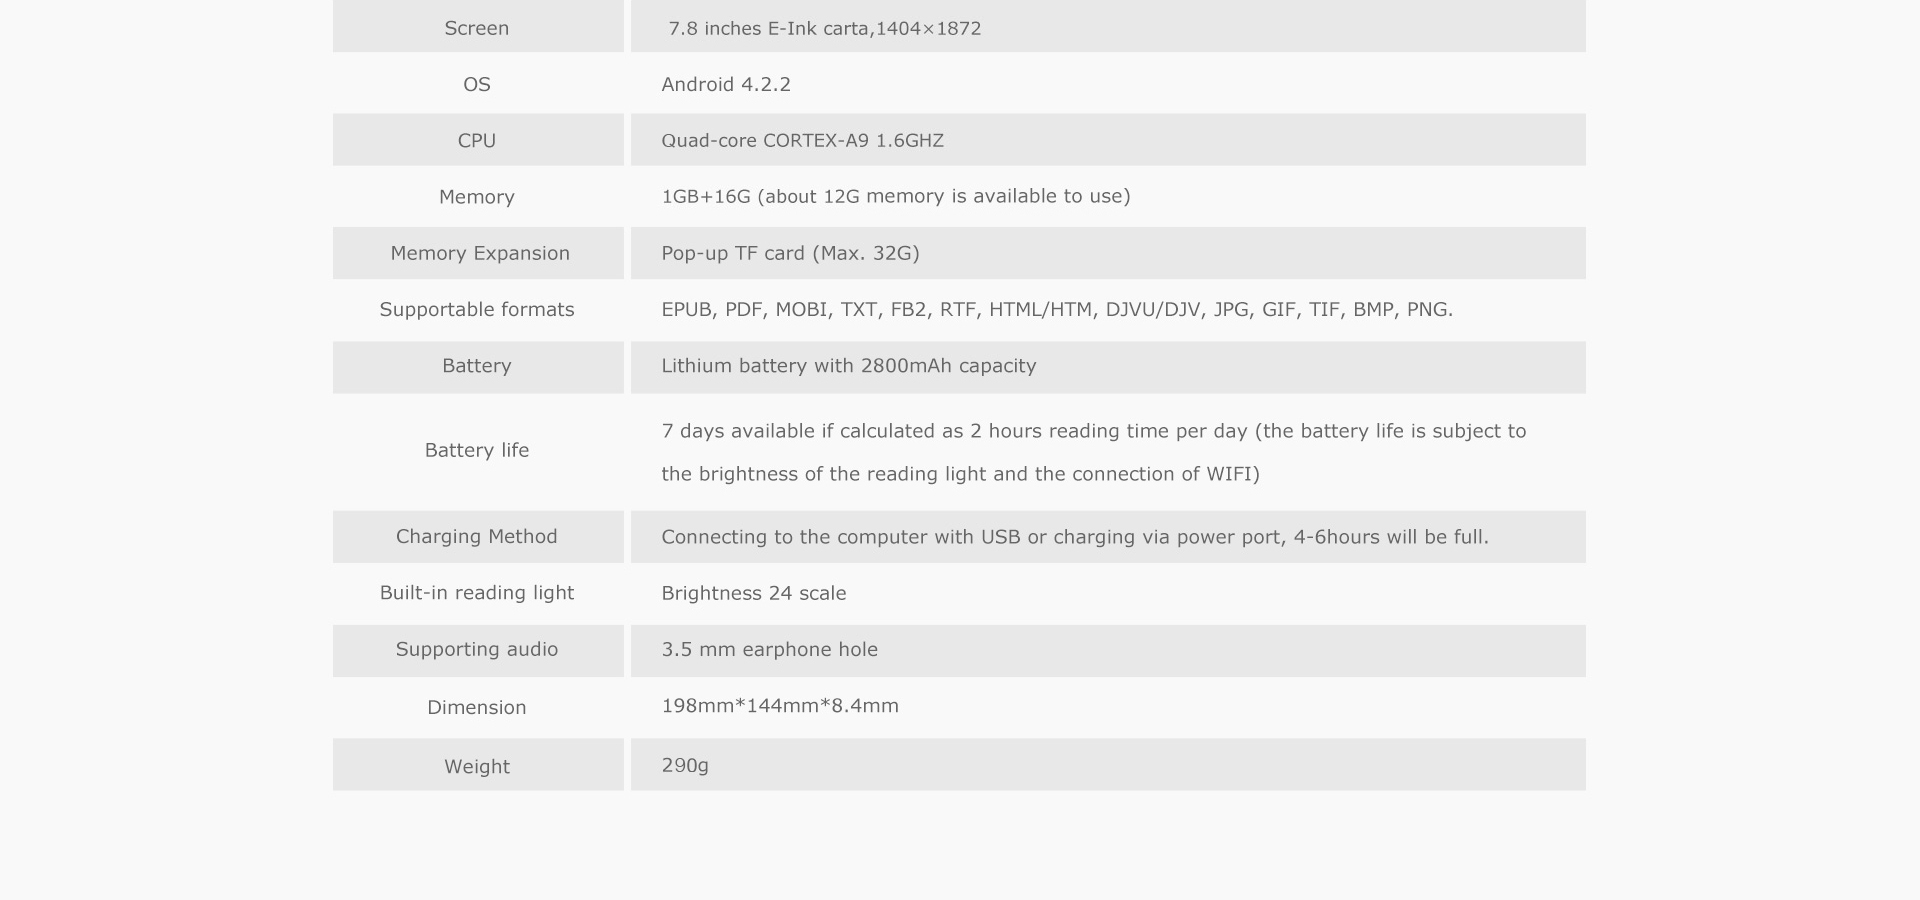 Screen 7.8 inches E-Ink carta,1404×1872
OS Android 4.2.2
CPU Quad-core CORTEX-A9 1.6GHZ
Memory 1GB+16G (about 12G memory is available to use)
Memory Expansion Pop-up TF card (Max. 32G)
Supportable formats EPUB, PDF, MOBI, TXT, FB2, RTF, HTML/HTM, DJVU/DJV, JPG, GIF, TIF, BMP, PNG.
Battery Lithium battery with 2800mAh capacity
Battery life 7 days available if calculated as 2 hours reading time per day (the battery life is subject to
the brightness of the reading light and the connection of WIFI)
Charging Method Connecting to the computer with USB or charging via power port, 4-6hours will be full.
Built-in reading light Brightness 24 scale
Supporting audio 3.5 mm earphone hole
Dimension 198mm*144mm*8.4mm
Weight 290g